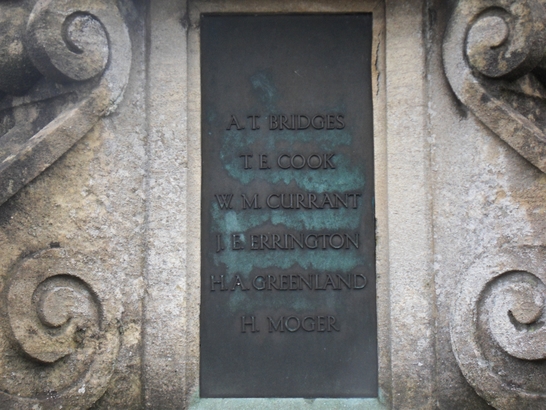 A. T. BRIDGES
T. E. COOK
W. M. CURRANT
J. E. ERRINGTON
H. A. GREENLAND
H. MOGER